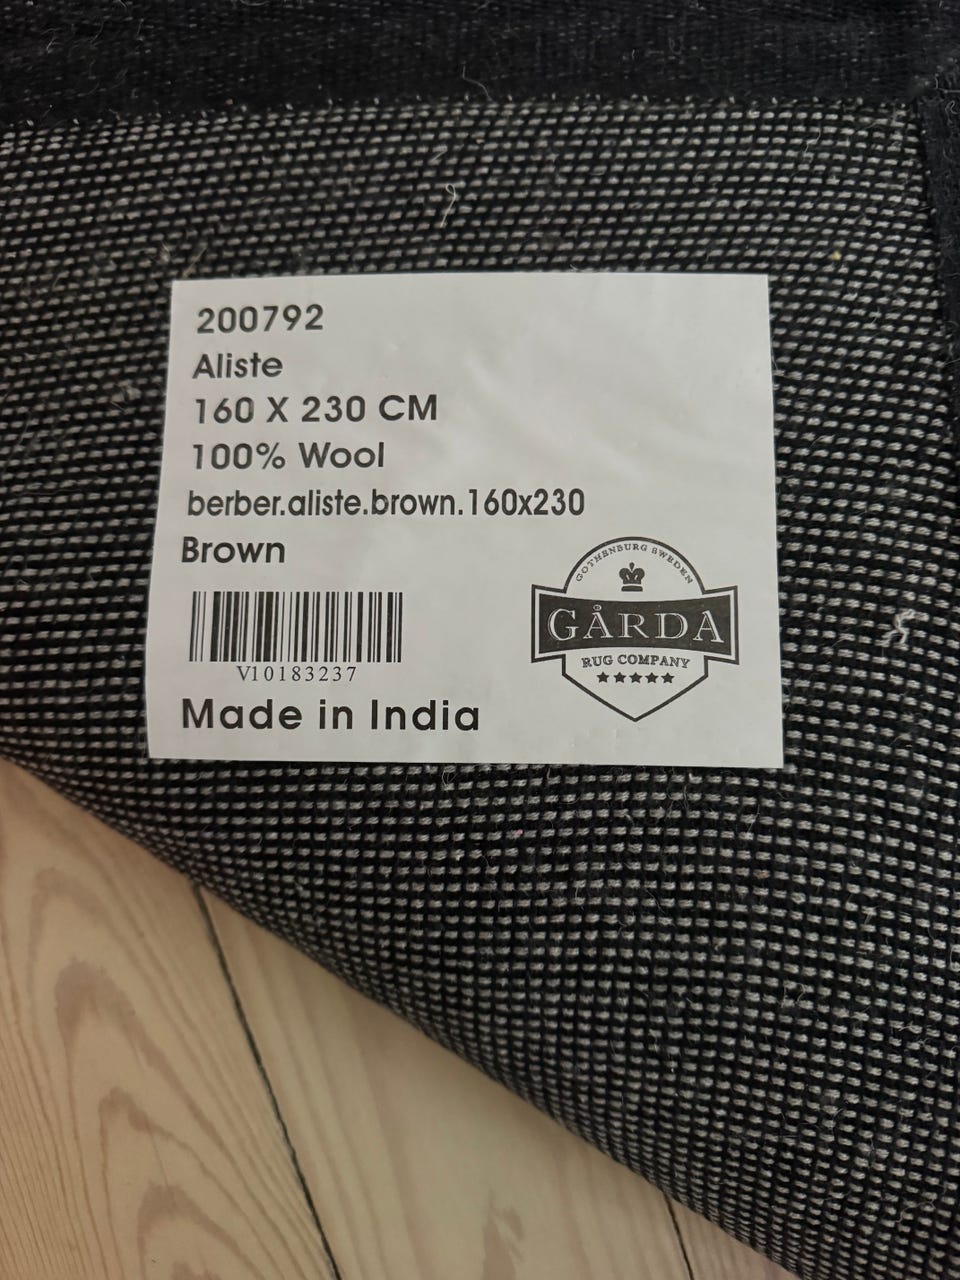 200792
Aliste
160 X 230 CM
100% Wool
berber.aliste.brown.160x230
Brown
V10183237
Made in India
GOTHENBURG SWEDEN
GÅRDA
RUG COMPANY